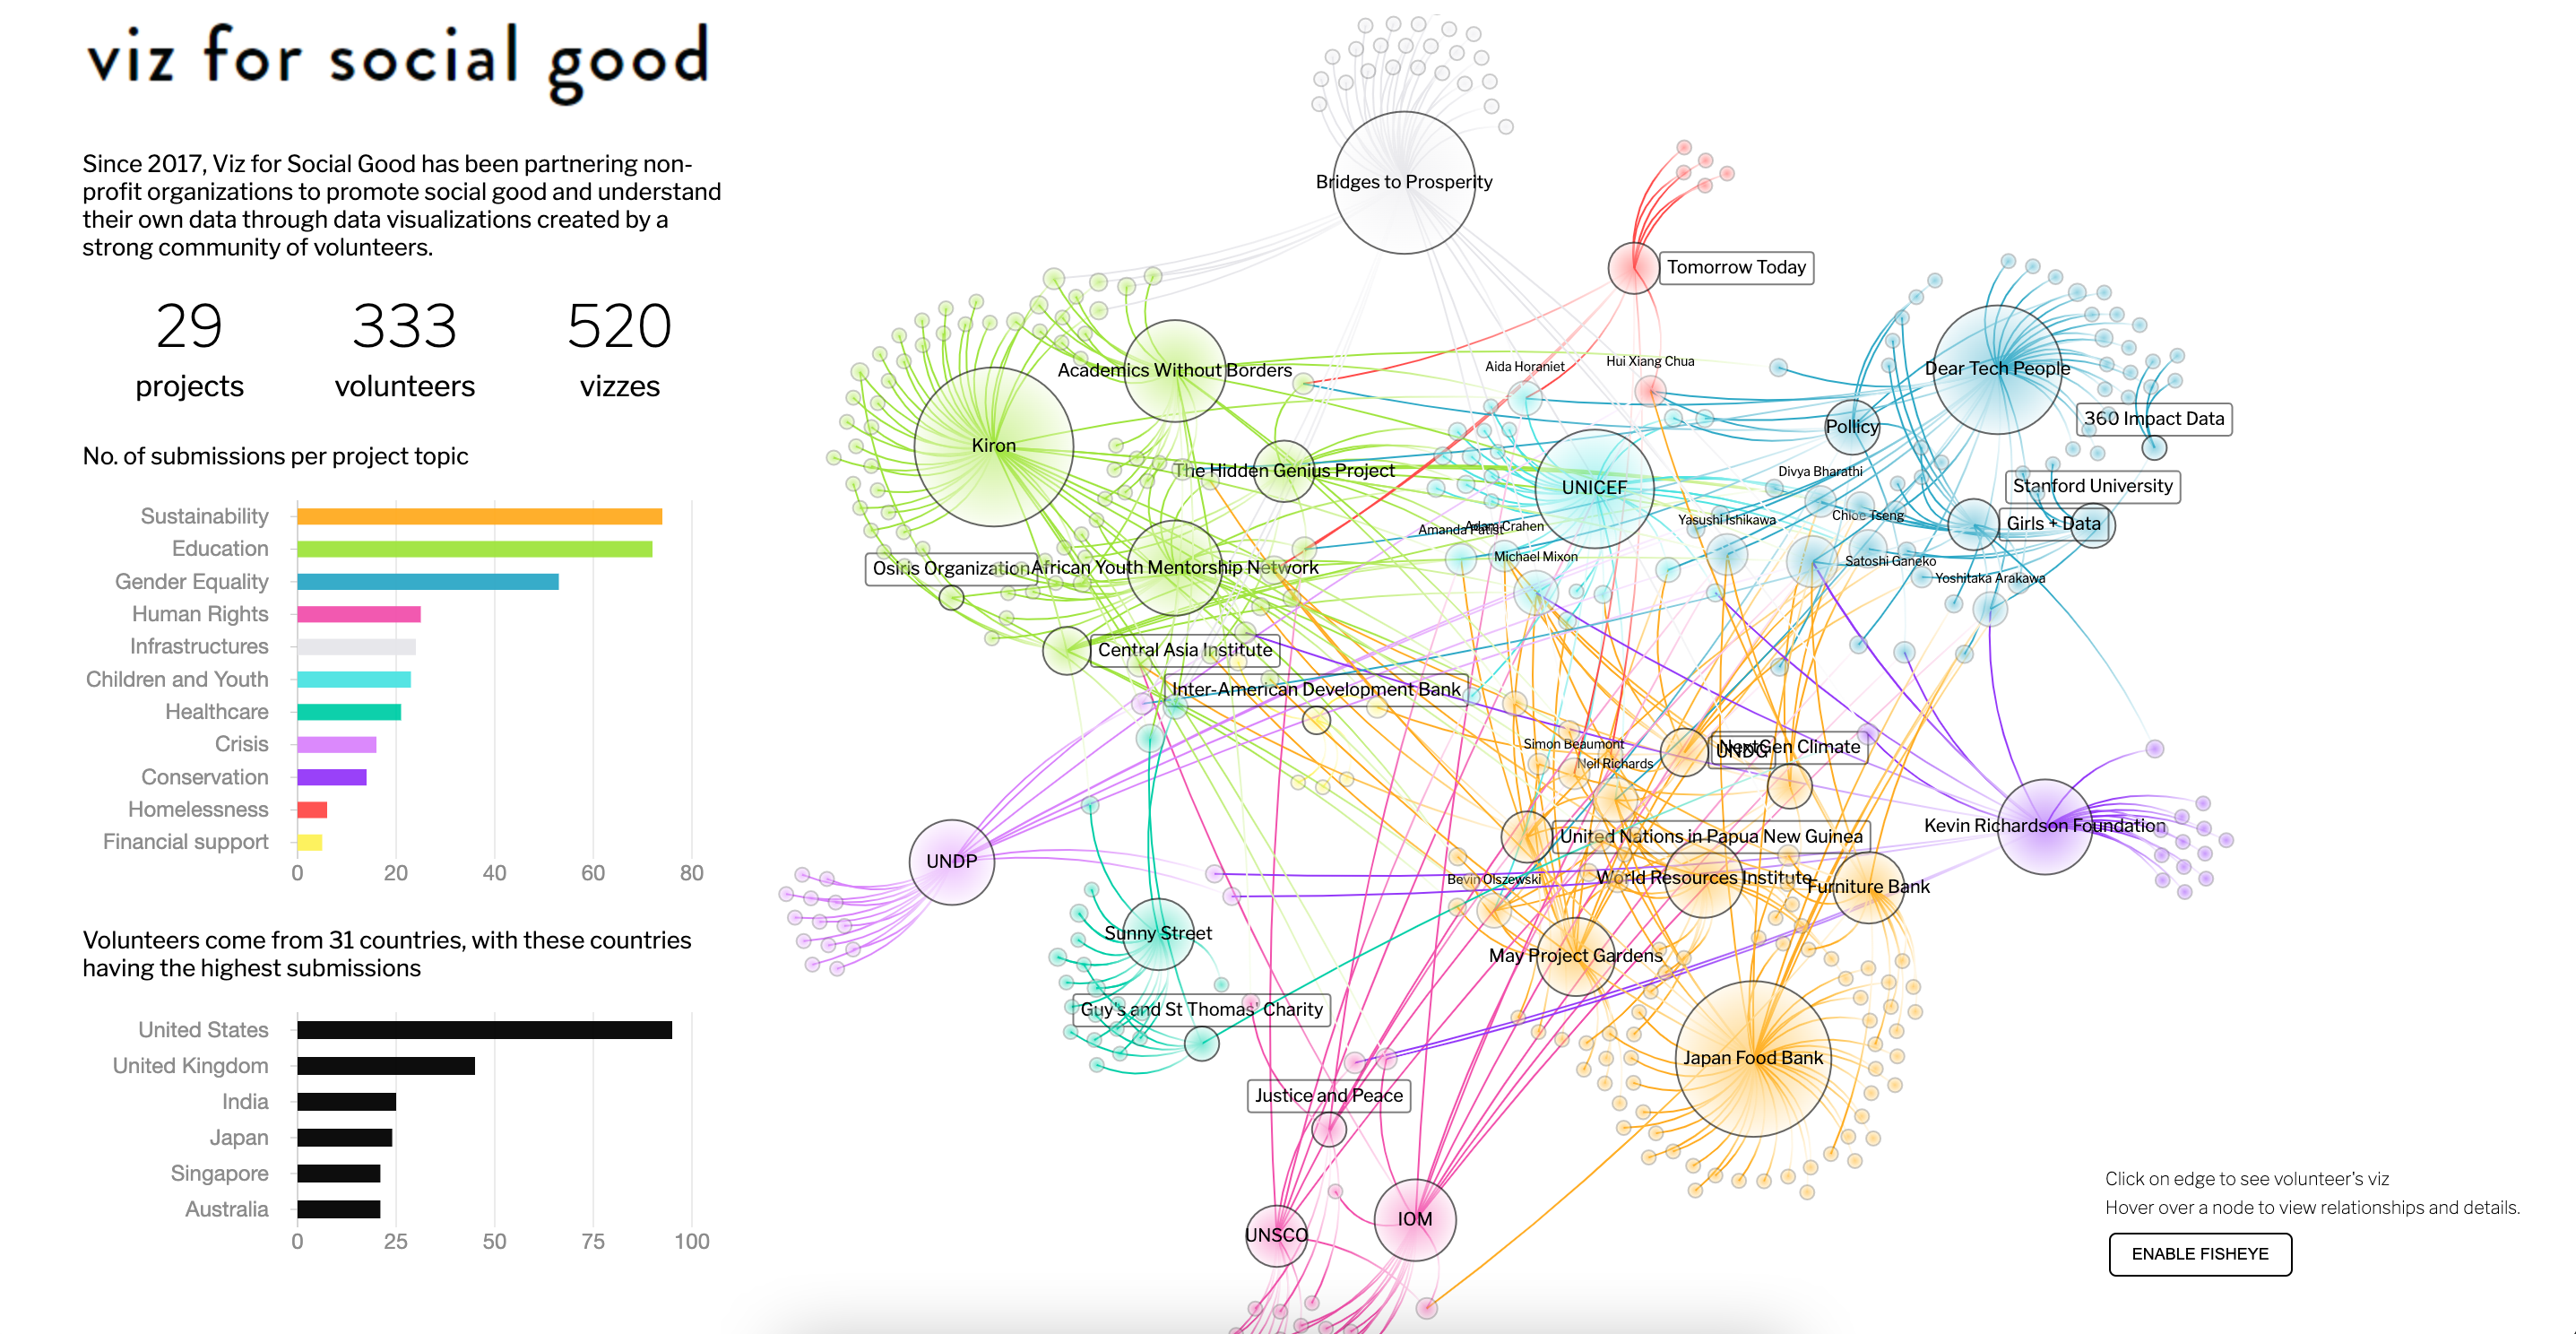 viz for social good
Since 2017, Viz for Social Good has been partnering non-
profit organizations to promote social good and understand
their own data through data visualizations created by a
strong community of volunteers.
29
projects
333
volunteers
520
vizzes
No. of submissions per project topic
Sustainability
Education
Gender Equality
Human Rights
Infrastructures
Children and Youth
Healthcare
Crisis
Conservation
Homelessness
Financial support
0 20 40 60 80
Volunteers come from 31 countries, with these countries
having the highest submissions
United States
United Kingdom
India
Japan
Singapore
Australia
0 25 50 75 100
Bridges to Prosperity
Tomorrow Today
Academics Without Borders
Aida Horaniet
Hui Xiang Chua
Dear Tech People
360 Impact Data
Pollicy
Kiron
The Hidden Genius Project
UNICEF
Divya Bharathi
Stanford University
Amanda Patist
Adam Crahen
Yasushi Ishikawa
Chloe Tseng
Girls + Data
Michael Mixon
Satoshi Ganeko
Osiris Organization
African Youth Mentorship Network
Yoshitaka Arakawa
Central Asia Institute
Inter-American Development Bank
Simon Beaumont
UNDG
NextGen Climate
Neil Richards
Kevin Richardson Foundation
United Nations in Papua New Guinea
UNDP
Bevin Olszewski
World Resources Institute
Furniture Bank
Sunny Street
May Project Gardens
Guy's and St Thomas' Charity
Japan Food Bank
Justice and Peace
IOM
UNSCO
Click on edge to see volunteer's viz
Hover over a node to view relationships and details.
ENABLE FISHEYE